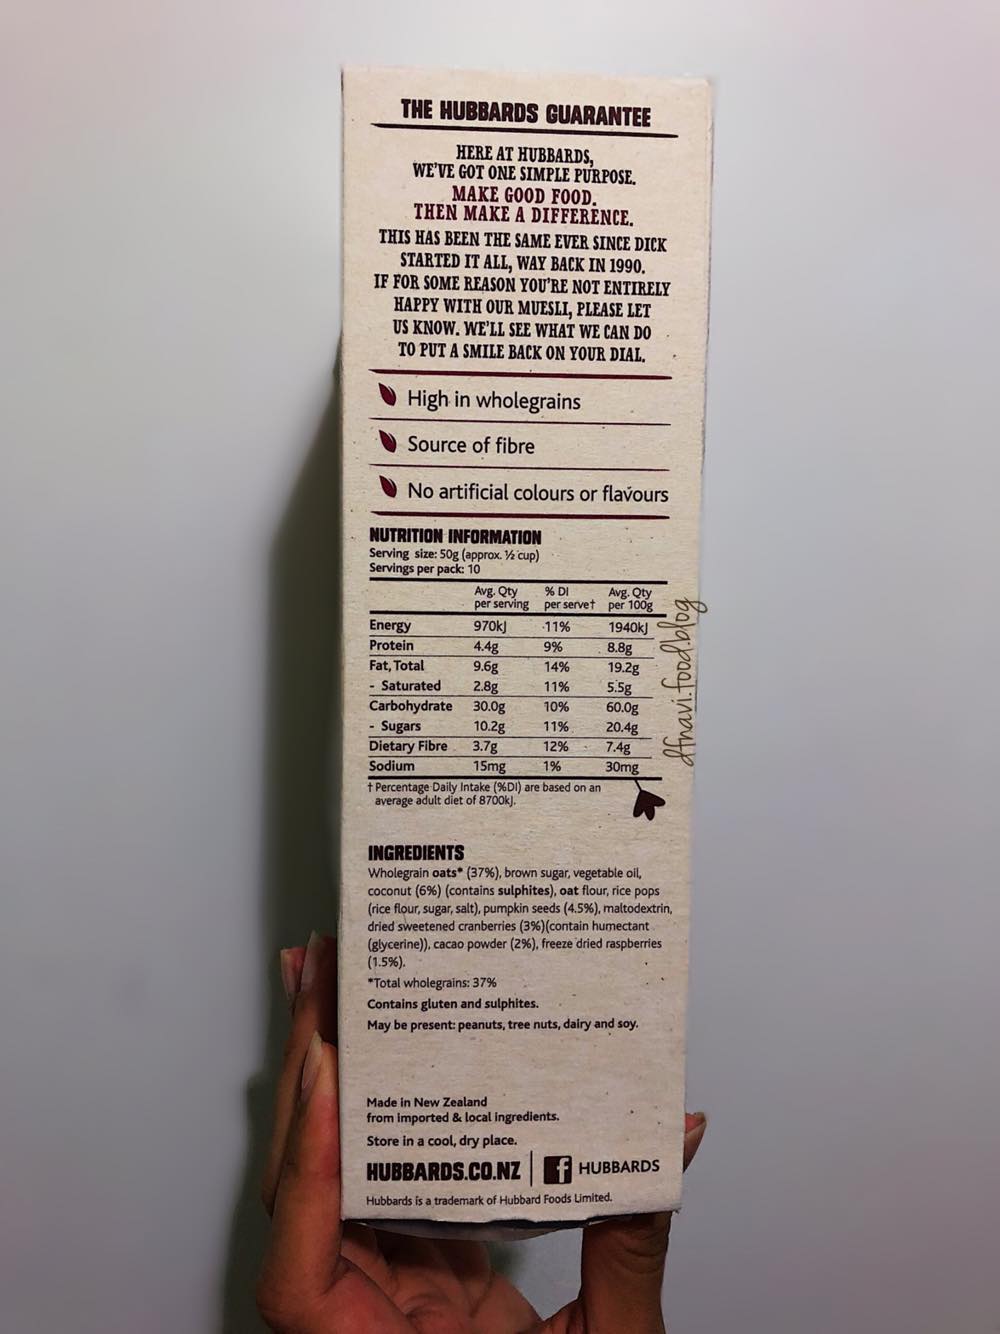 THE HUBBARDS GUARANTEE
HERE AT HUBBARDS,
WE'VE GOT ONE SIMPLE PURPOSE.
MAKE GOOD FOOD.
THEN MAKE A DIFFERENCE.
THIS HAS BEEN THE SAME EVER SINCE DICK
STARTED IT ALL, WAY BACK IN 1990.
IF FOR SOME REASON YOU'RE NOT ENTIRELY
HAPPY WITH OUR MUESLI, PLEASE LET
US KNOW. WE'LL SEE WHAT WE CAN DO
TO PUT A SMILE BACK ON YOUR DIAL.
High in wholegrains
Source of fibre
No artificial colours or flavours
NUTRITION INFORMATION
Serving size: 50g (approx. ½ cup)
Servings per pack: 10
Avg. Qty % DI Avg. Qty
per serving per serve† per 100g
Energy 970kJ 11% 1940kJ
Protein 4.4g 9% 8.8g
Fat, Total 9.6g 14% 19.2g
- Saturated 2.8g 11% 5.5g
Carbohydrate 30.0g 10% 60.0g
- Sugars 10.2g 11% 20.4g
Dietary Fibre 3.7g 12% 7.4g
Sodium 15mg 1% 30mg
† Percentage Daily Intake (%DI) are based on an
average adult diet of 8700kJ.
dfnavi.food.blog
INGREDIENTS
Wholegrain oats* (37%), brown sugar, vegetable oil,
coconut (6%) (contains sulphites), oat flour, rice pops
(rice flour, sugar, salt), pumpkin seeds (4.5%), maltodextrin,
dried sweetened cranberries (3%)(contain humectant
(glycerine)), cacao powder (2%), freeze dried raspberries
(1.5%).
*Total wholegrains: 37%
Contains gluten and sulphites.
May be present: peanuts, tree nuts, dairy and soy.
Made in New Zealand
from imported & local ingredients.
Store in a cool, dry place.
HUBBARDS.CO.NZ f HUBBARDS
Hubbards is a trademark of Hubbard Foods Limited.